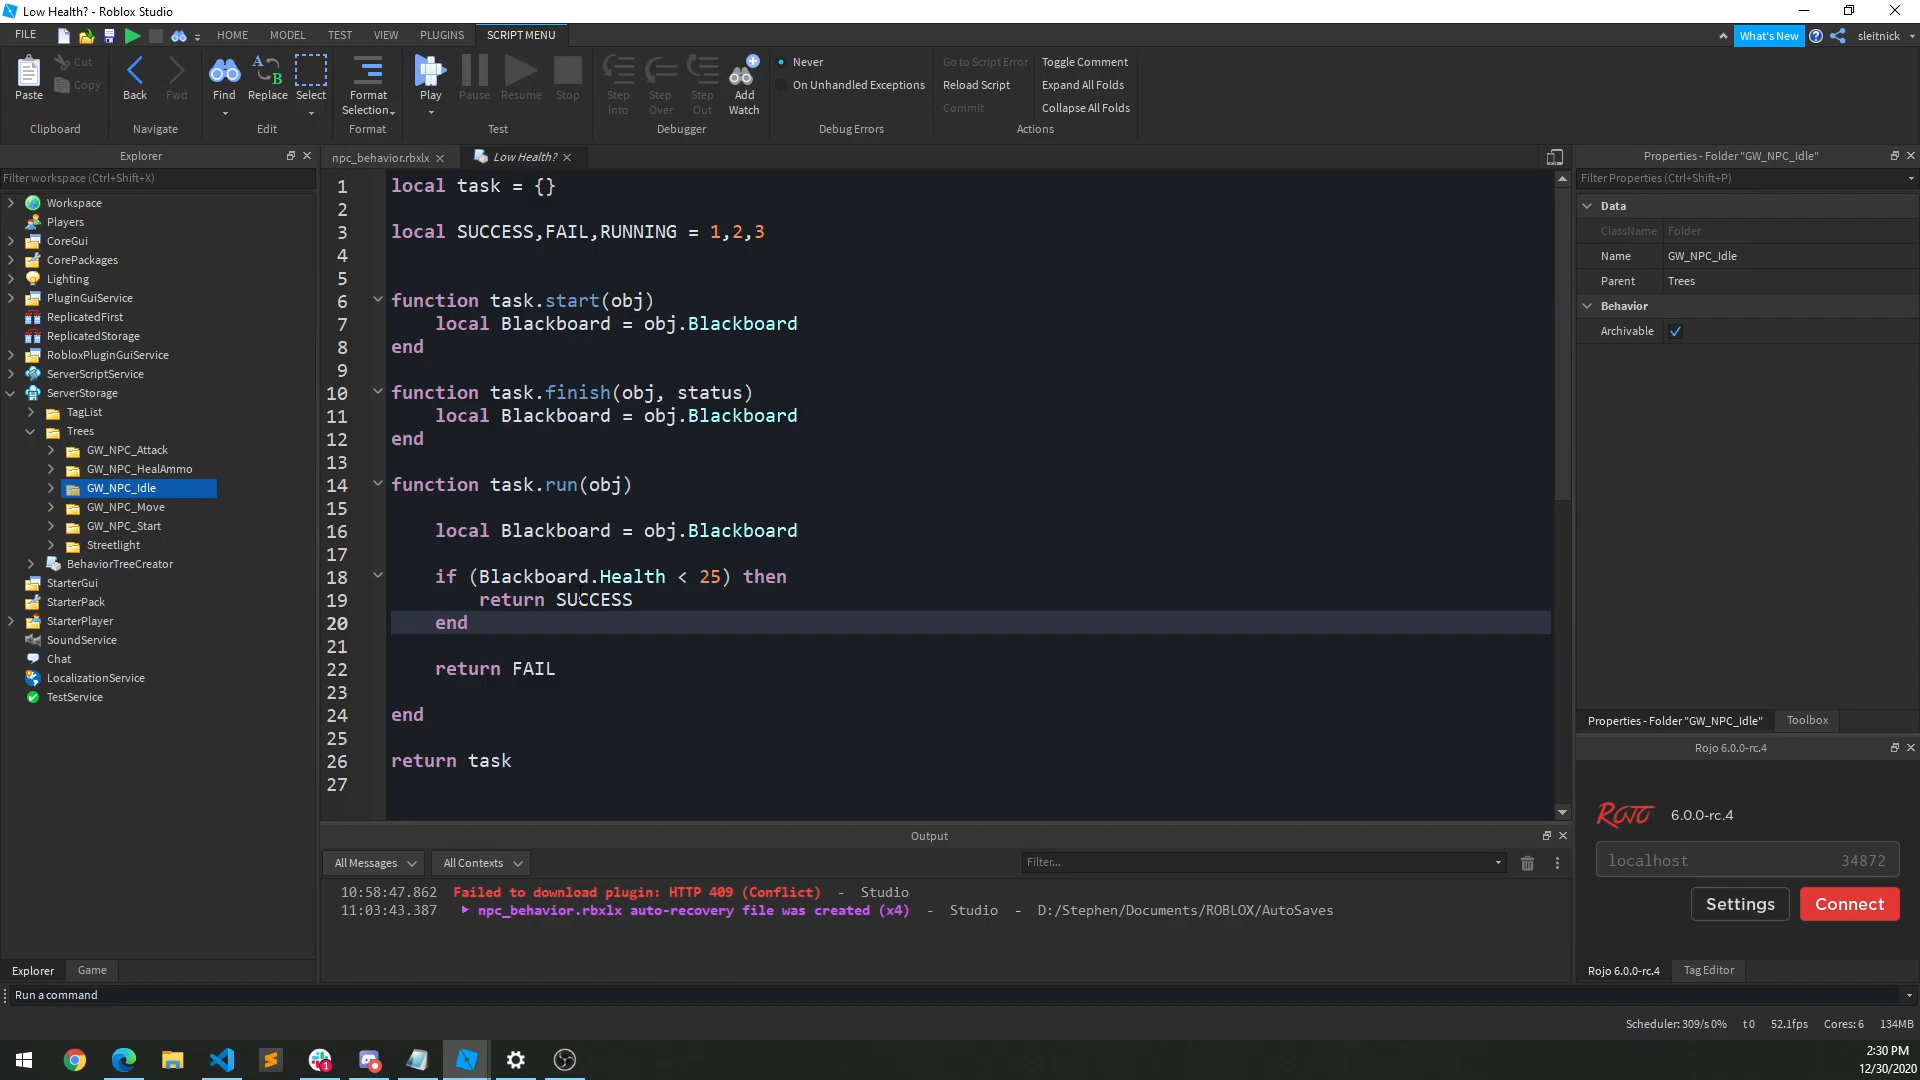 Low Health? - Roblox Studio
FILE HOME MODEL TEST VIEW PLUGINS SCRIPT MENU What's New sleitnick
Paste Cut Copy Back Fwd Find Replace Select Format Selection Play Pause Resume Stop Step Into Step Over Step Out Add Watch
Never
On Unhandled Exceptions
Go to Script Error Toggle Comment
Reload Script Expand All Folds
Commit Collapse All Folds
Clipboard Navigate Edit Format Test Debugger Debug Errors Actions
Explorer
Filter workspace (Ctrl+Shift+X)
Workspace
Players
CoreGui
CorePackages
Lighting
PluginGuiService
ReplicatedFirst
ReplicatedStorage
RobloxPluginGuiService
ServerScriptService
ServerStorage
TagList
Trees
GW_NPC_Attack
GW_NPC_HealAmmo
GW_NPC_Idle
GW_NPC_Move
GW_NPC_Start
Streetlight
BehaviorTreeCreator
StarterGui
StarterPack
StarterPlayer
SoundService
Chat
LocalizationService
TestService
Explorer Game
npc_behavior.rbxlx Low Health?
1 local task = {}
2
3 local SUCCESS,FAIL,RUNNING = 1,2,3
4
5
6 function task.start(obj)
7 local Blackboard = obj.Blackboard
8 end
9
10 function task.finish(obj, status)
11 local Blackboard = obj.Blackboard
12 end
13
14 function task.run(obj)
15
16 local Blackboard = obj.Blackboard
17
18 if (Blackboard.Health < 25) then
19 return SUCCESS
20 end
21
22 return FAIL
23
24 end
25
26 return task
27
Output
All Messages All Contexts Filter...
10:58:47.862 Failed to download plugin: HTTP 409 (Conflict) - Studio
11:03:43.387 npc_behavior.rbxlx auto-recovery file was created (x4) - Studio - D:/Stephen/Documents/ROBLOX/AutoSaves
Properties - Folder "GW_NPC_Idle"
Filter Properties (Ctrl+Shift+P)
Data
ClassName Folder
Name GW_NPC_Idle
Parent Trees
Behavior
Archivable
Properties - Folder "GW_NPC_Idle" Toolbox
Rojo 6.0.0-rc.4
ROJO 6.0.0-rc.4
localhost 34872
Settings Connect
Rojo 6.0.0-rc.4 Tag Editor
Run a command
Scheduler: 309/s 0% t 0 52.1fps Cores: 6 134MB
1
2:30 PM
12/30/2020